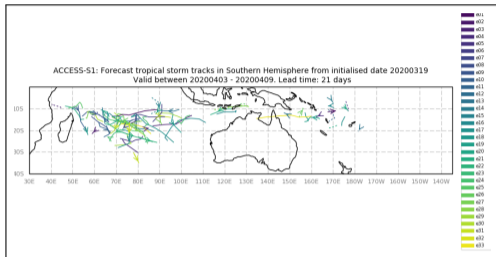 ACCESS-S1: Forecast tropical storm tracks in Southern Hemisphere from initialised date 20200319
Valid between 20200403 - 20200409. Lead time: 21 days
10S
20S
30S
40S
30E 40E 50E 60E 70E 80E 90E 100E 110E 120E 130E 140E 150E 160E 170E 180W 170W 160W 150W 140W
e01
e02
e03
e04
e05
e06
e07
e08
e09
e10
e11
e12
e13
e14
e15
e16
e17
e18
e19
e20
e21
e22
e23
e24
e25
e26
e27
e28
e29
e30
e31
e32
e33